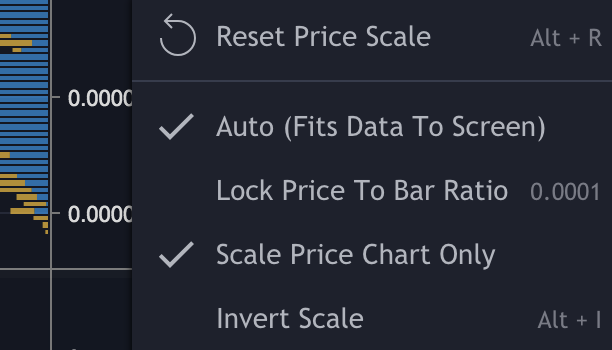 Reset Price Scale Alt + R
0.0000
Auto (Fits Data To Screen)
Lock Price To Bar Ratio 0.0001
0.0000
Scale Price Chart Only
Invert Scale Alt + I